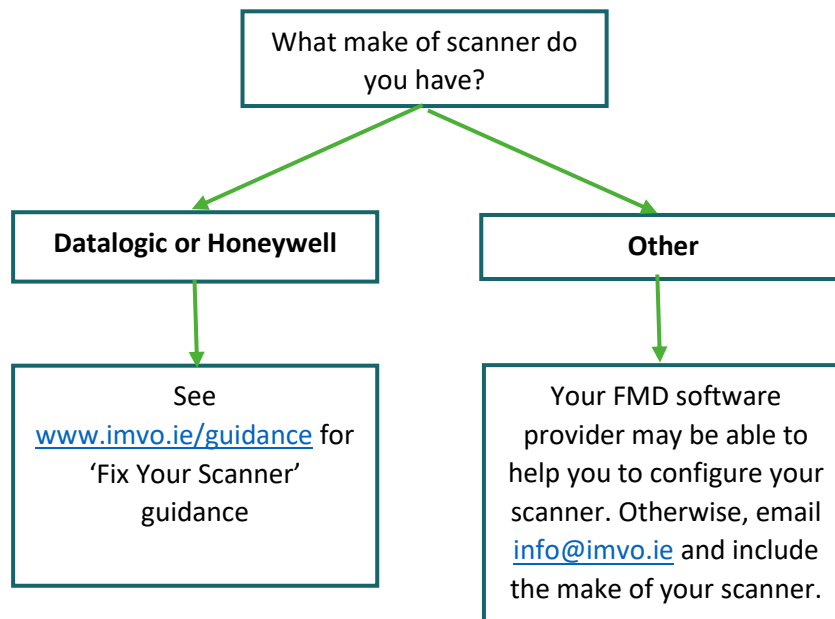 What make of scanner do
you have?
Datalogic or Honeywell
Other
See
www.imvo.ie/guidance for
‘Fix Your Scanner’
guidance
Your FMD software
provider may be able to
help you to configure your
scanner. Otherwise, email
info@imvo.ie and include
the make of your scanner.